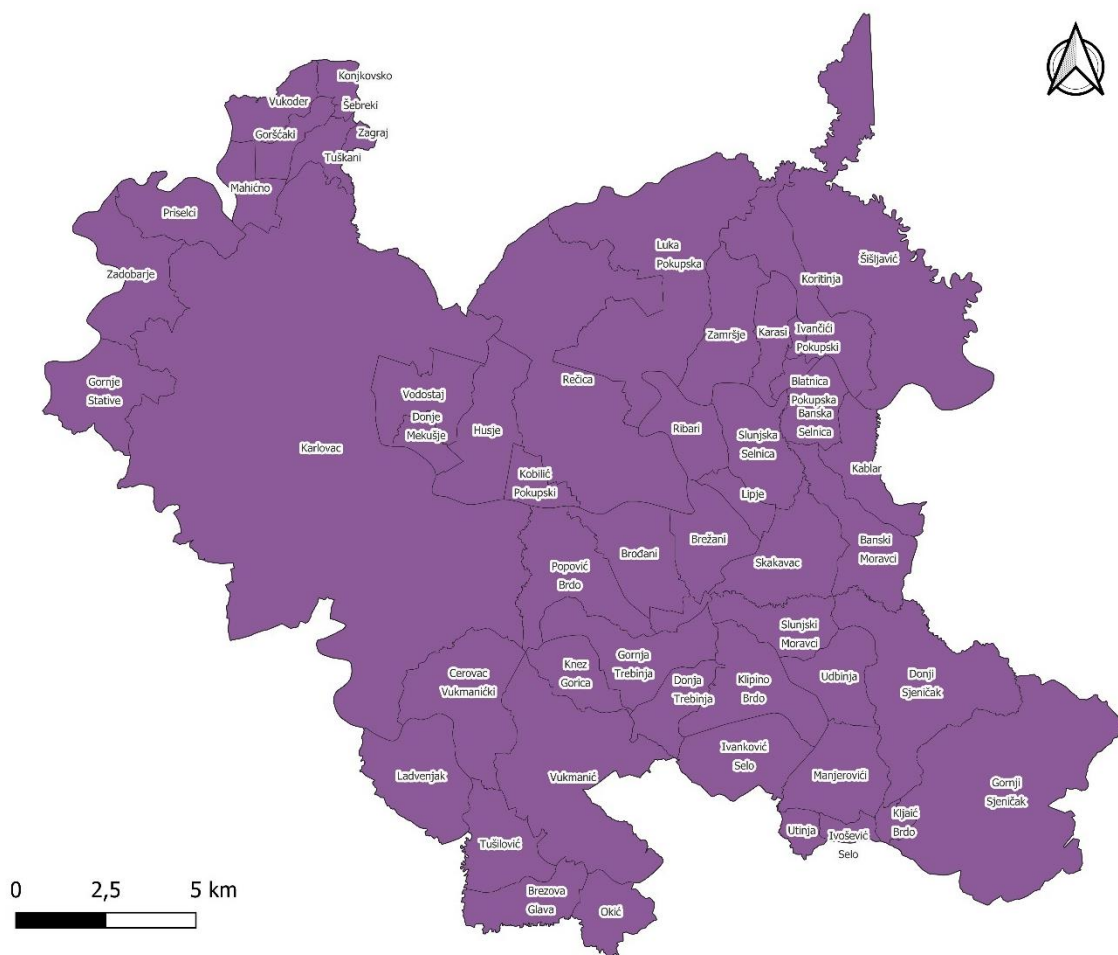 Konjkovsko
Vukoder
Šebreki
Gorščaki
Zagraj
Tuškani
Mahićno
Priselci
Zadobarje
Luka
Pokupska
Šišljavić
Koritinja
Zamršje
Karasi
Ivančići
Pokupski
Gornje
Stative
Rečica
Blatnica
Pokupska
Banska
Selnica
Vodostaj
Donje
Mekušje
Husje
Ribari
Slunjska
Selnica
Karlovac
Kablar
Kobilić
Pokupski
Lipje
Brežani
Banski
Moravci
Brođani
Skakavac
Popović
Brdo
Slunjski
Moravci
Gornja
Trebinja
Knez
Gorica
Cerovac
Vukmanićki
Donja
Trebinja
Klipino
Brdo
Udbinja
Donji
Sjeničak
Ivanković
Selo
Ladvenjak
Vukmanić
Manjerovići
Gornji
Sjeničak
Kljaić
Brdo
Utinja
Ivošević
Selo
Tušilović
Brezova
Glava
Okić
0 2,5 5 km